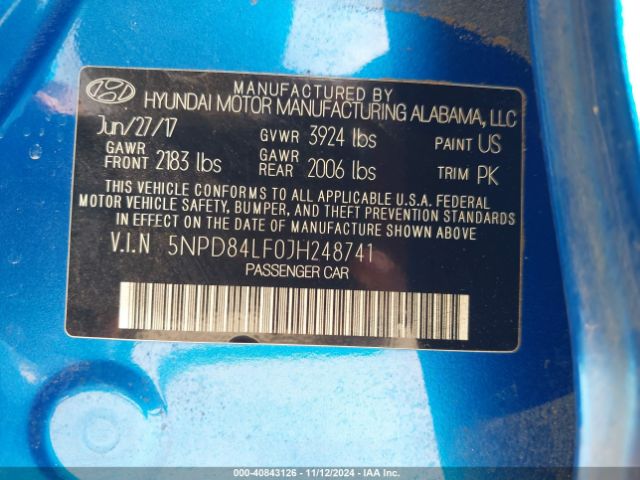 MANUFACTURED BY
HYUNDAI MOTOR MANUFACTURING ALABAMA, LLC
Jun/27/17 GVWR 3924 lbs PAINT US
GAWR FRONT 2183 lbs GAWR REAR 2006 lbs TRIM PK
THIS VEHICLE CONFORMS TO ALL APPLICABLE U.S.A. FEDERAL
MOTOR VEHICLE SAFETY, BUMPER, AND THEFT PREVENTION STANDARDS
IN EFFECT ON THE DATE OF MANUFACTURE SHOWN ABOVE.
V.I.N 5NPD84LF0JH248741
PASSENGER CAR
000-40843126 - 11/12/2024 - IAA Inc.